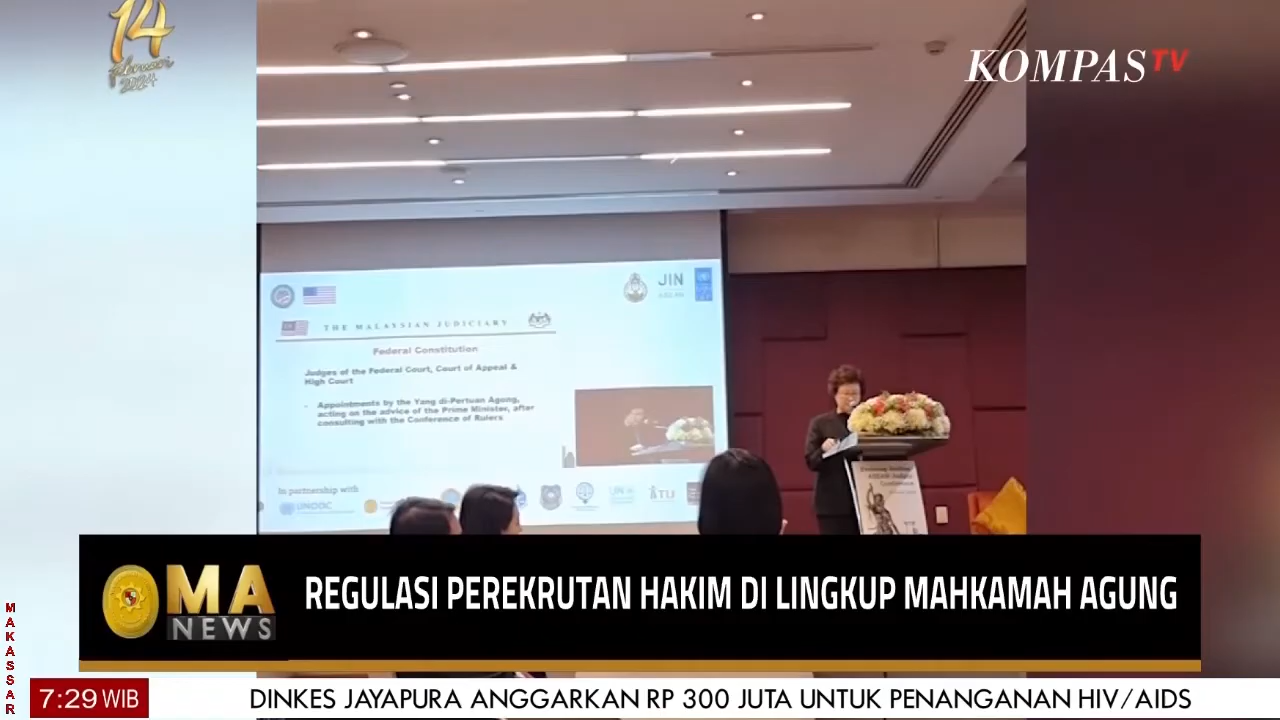 14
Februari
2024
KOMPAS TV
JIN
THE MALAYSIAN JUDICIARY
Federal Constitution
Judges of the Federal Court, Court of Appeal &
High Court
- Appointments by the Yang di-Pertuan Agong,
acting on the advice of the Prime Minister, after
consulting with the Conference of Rulers
In partnership with
UNODC
MA
NEWS
REGULASI PEREKRUTAN HAKIM DI LINGKUP MAHKAMAH AGUNG
MAKASSAR
7:29 WIB
DINKES JAYAPURA ANGGARKAN RP 300 JUTA UNTUK PENANGANAN HIV/AIDS